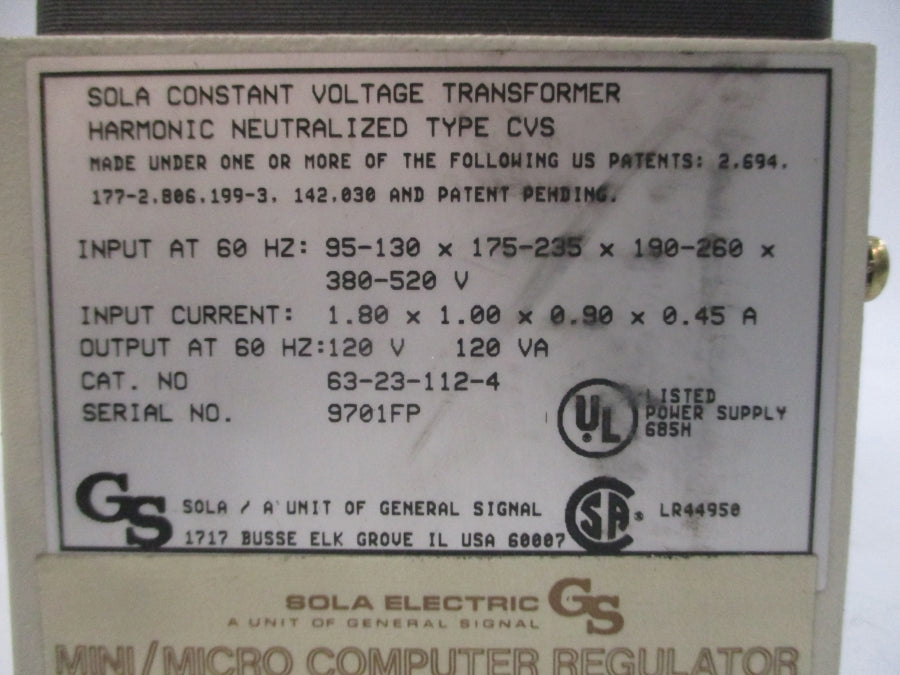 SOLA CONSTANT VOLTAGE TRANSFORMER
HARMONIC NEUTRALIZED TYPE CVS
MADE UNDER ONE OR MORE OF THE FOLLOWING US PATENTS: 2,694,
177-2,806,199-3, 142,030 AND PATENT PENDING.
INPUT AT 60 HZ: 95-130 x 175-235 x 190-260 x
380-520 V
INPUT CURRENT: 1.80 x 1.00 x 0.90 x 0.45 A
OUTPUT AT 60 HZ:120 V 120 VA
CAT. NO 63-23-112-4
SERIAL NO. 9701FP
UL ®
LISTED
POWER SUPPLY
685H
GS
SOLA / A UNIT OF GENERAL SIGNAL
1717 BUSSE ELK GROVE IL USA 60007
SA ® LR44950
SOLA ELECTRIC GS
A UNIT OF GENERAL SIGNAL
MINI/MICRO COMPUTER REGULATOR